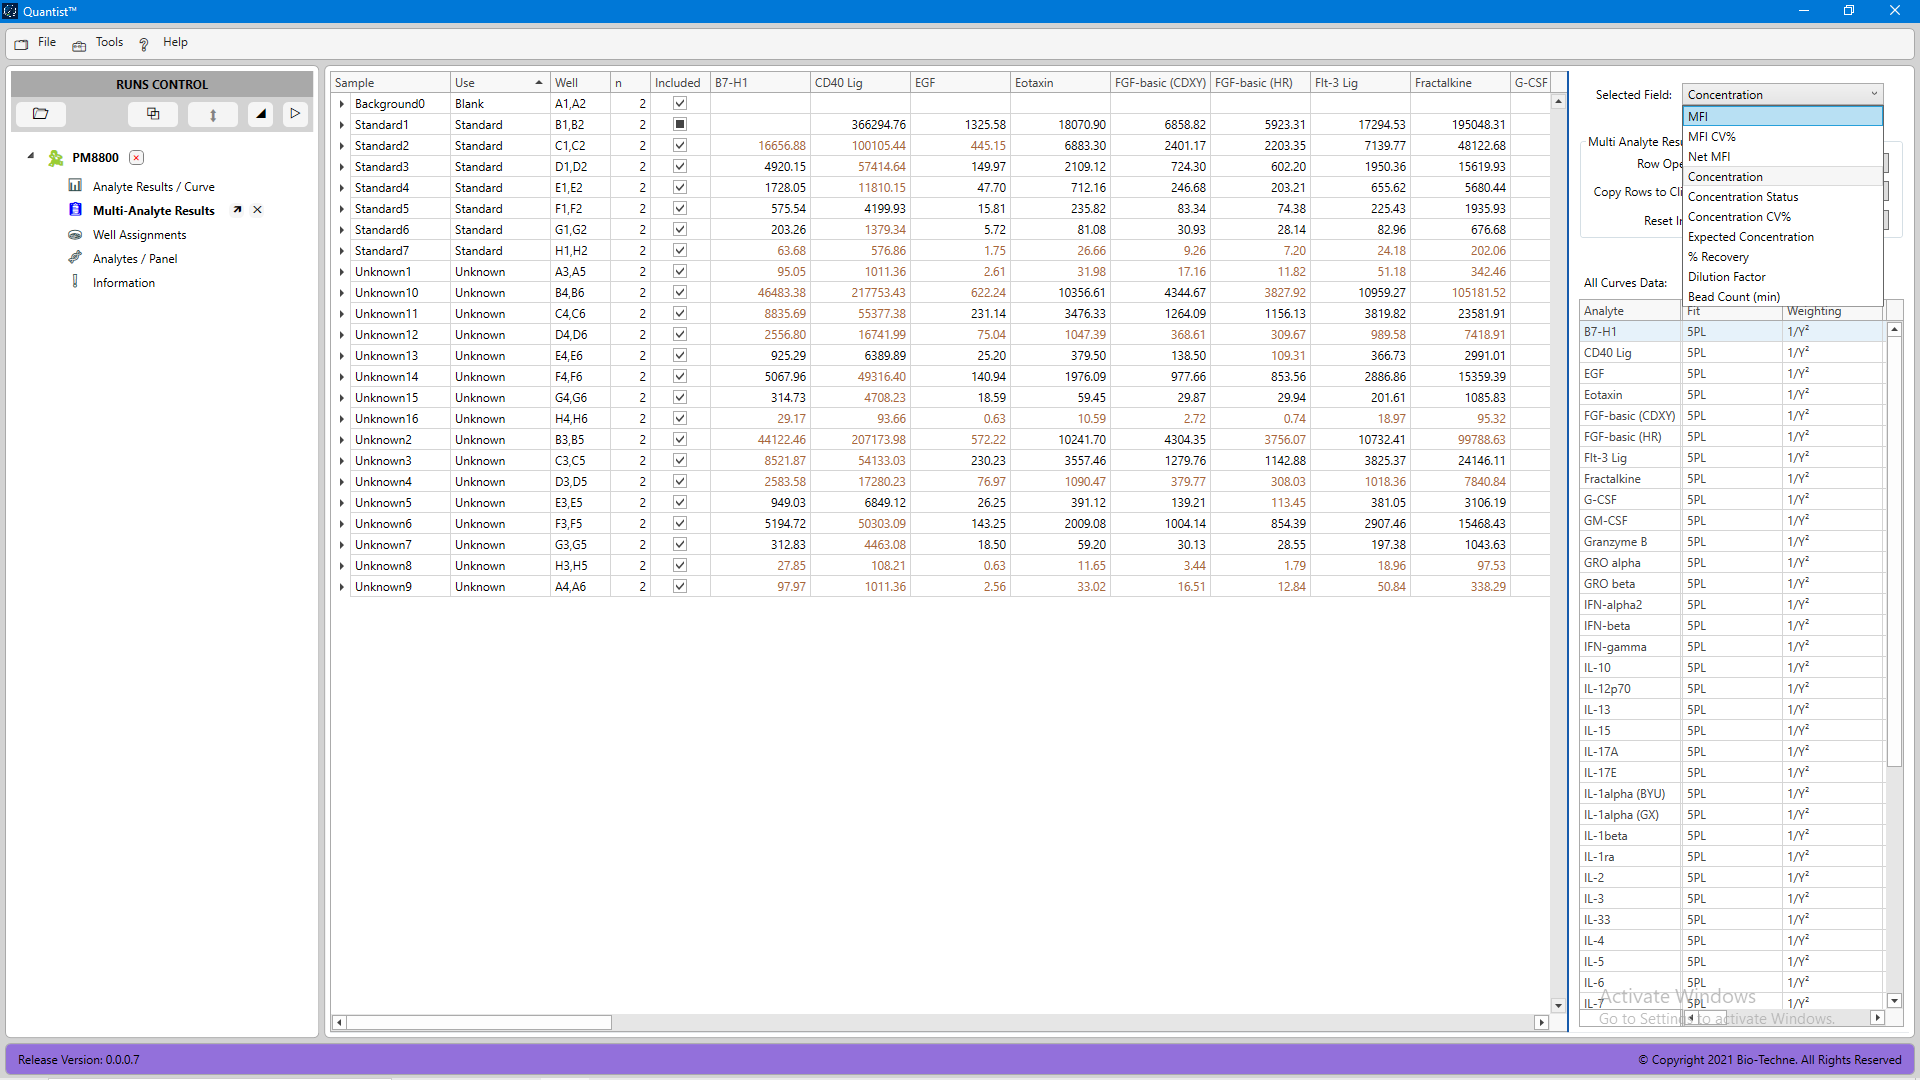 Quantist™
File Tools Help
RUNS CONTROL
PM8800
Analyte Results / Curve
Multi-Analyte Results
Well Assignments
Analytes / Panel
Information
Sample Use Well n Included B7-H1 CD40 Lig EGF Eotaxin FGF-basic (CDXY) FGF-basic (HR) Flt-3 Lig Fractalkine G-CSF
Background0 Blank A1,A2 2
Standard1 Standard B1,B2 2 366294.76 1325.58 18070.90 6858.82 5923.31 17294.53 195048.31
Standard2 Standard C1,C2 2 16656.88 100105.44 445.15 6883.30 2401.17 2203.35 7139.77 48122.68
Standard3 Standard D1,D2 2 4920.15 57414.64 149.97 2109.12 724.30 602.20 1950.36 15619.93
Standard4 Standard E1,E2 2 1728.05 11810.15 47.70 712.16 246.68 203.21 655.62 5680.44
Standard5 Standard F1,F2 2 575.54 4199.93 15.81 235.82 83.34 74.38 225.43 1935.93
Standard6 Standard G1,G2 2 203.26 1379.34 5.72 81.08 30.93 28.14 82.96 676.68
Standard7 Standard H1,H2 2 63.68 576.86 1.75 26.66 9.26 7.20 24.18 202.06
Unknown1 Unknown A3,A5 2 95.05 1011.36 2.61 31.98 17.16 11.82 51.18 342.46
Unknown10 Unknown B4,B6 2 46483.38 217753.43 622.24 10356.61 4344.67 3827.92 10959.27 105181.52
Unknown11 Unknown C4,C6 2 8835.69 55377.38 231.14 3476.33 1264.09 1156.13 3819.82 23581.91
Unknown12 Unknown D4,D6 2 2556.80 16741.99 75.04 1047.39 368.61 309.67 989.58 7418.91
Unknown13 Unknown E4,E6 2 925.29 6389.89 25.20 379.50 138.50 109.31 366.73 2991.01
Unknown14 Unknown F4,F6 2 5067.96 49316.40 140.94 1976.09 977.66 853.56 2886.86 15359.39
Unknown15 Unknown G4,G6 2 314.73 4708.23 18.59 59.45 29.87 29.94 201.61 1085.83
Unknown16 Unknown H4,H6 2 29.17 93.66 0.63 10.59 2.72 0.74 18.97 95.32
Unknown2 Unknown B3,B5 2 44122.46 207173.98 572.22 10241.70 4304.35 3756.07 10732.41 99788.63
Unknown3 Unknown C3,C5 2 8521.87 54133.03 230.23 3557.46 1279.76 1142.88 3825.37 24146.11
Unknown4 Unknown D3,D5 2 2583.58 17280.23 76.97 1090.47 379.77 308.03 1018.36 7840.84
Unknown5 Unknown E3,E5 2 949.03 6849.12 26.25 391.12 139.21 113.45 381.05 3106.19
Unknown6 Unknown F3,F5 2 5194.72 50303.09 143.25 2009.08 1004.14 854.39 2907.46 15468.43
Unknown7 Unknown G3,G5 2 312.83 4463.08 18.50 59.20 30.13 28.55 197.38 1043.63
Unknown8 Unknown H3,H5 2 27.85 108.21 0.63 11.65 3.44 1.79 18.96 97.53
Unknown9 Unknown A4,A6 2 97.97 1011.36 2.56 33.02 16.51 12.84 50.84 338.29
Selected Field: Concentration
MFI
MFI CV%
Net MFI
Concentration
Concentration Status
Concentration CV%
Expected Concentration
% Recovery
Dilution Factor
Bead Count (min)
Multi Analyte Resu
Row Ope
Copy Rows to Cli
Reset In
All Curves Data:
Analyte Fit Weighting
B7-H1 5PL 1/Y²
CD40 Lig 5PL 1/Y²
EGF 5PL 1/Y²
Eotaxin 5PL 1/Y²
FGF-basic (CDXY) 5PL 1/Y²
FGF-basic (HR) 5PL 1/Y²
Flt-3 Lig 5PL 1/Y²
Fractalkine 5PL 1/Y²
G-CSF 5PL 1/Y²
GM-CSF 5PL 1/Y²
Granzyme B 5PL 1/Y²
GRO alpha 5PL 1/Y²
GRO beta 5PL 1/Y²
IFN-alpha2 5PL 1/Y²
IFN-beta 5PL 1/Y²
IFN-gamma 5PL 1/Y²
IL-10 5PL 1/Y²
IL-12p70 5PL 1/Y²
IL-13 5PL 1/Y²
IL-15 5PL 1/Y²
IL-17A 5PL 1/Y²
IL-17E 5PL 1/Y²
IL-1alpha (BYU) 5PL 1/Y²
IL-1alpha (GX) 5PL 1/Y²
IL-1beta 5PL 1/Y²
IL-1ra 5PL 1/Y²
IL-2 5PL 1/Y²
IL-3 5PL 1/Y²
IL-33 5PL 1/Y²
IL-4 5PL 1/Y²
IL-5 5PL 1/Y²
IL-6 5PL 1/Y²
IL-7 5PL 1/Y²
Activate Windows
Go to Settings to activate Windows.
Release Version: 0.0.0.7
© Copyright 2021 Bio-Techne. All Rights Reserved